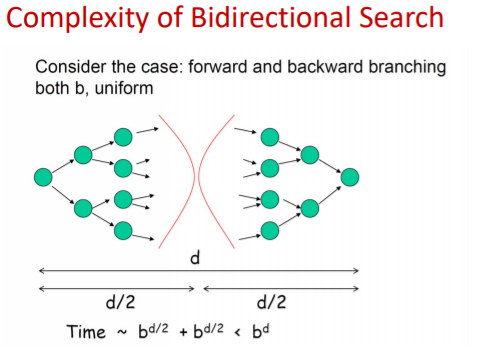 Complexity of Bidirectional Search
Consider the case: forward and backward branching
both b, uniform
d
d/2 d/2
Time ~ b^d/2 + b^d/2 < b^d